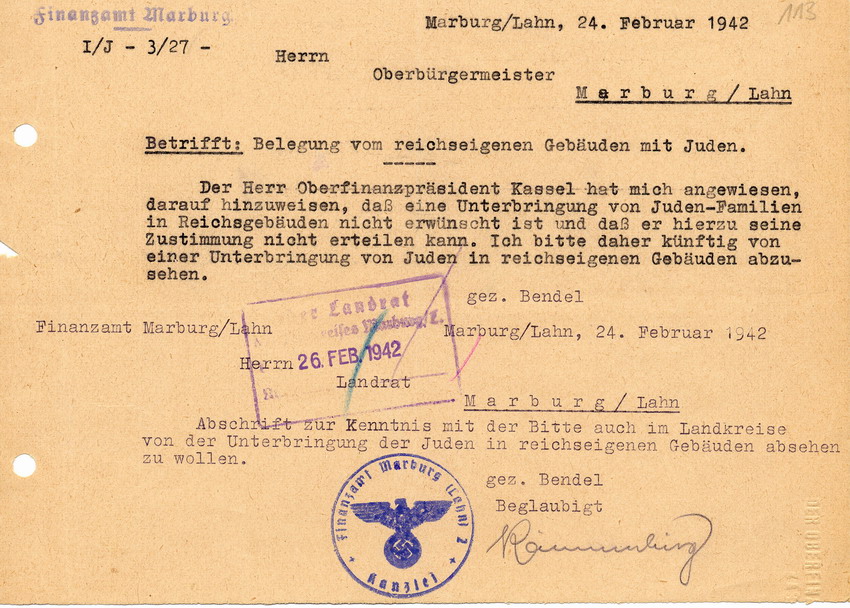 Finanzamt Marburg
Marburg/Lahn, 24. Februar 1942
113
I/J - 3/27 -
Herrn
Oberbürgermeister
M a r b u r g / Lahn
Betrifft: Belegung vom reichseigenen Gebäuden mit Juden.
Der Herr Oberfinanzpräsident Kassel hat mich angewiesen,
darauf hinzuweisen, daß eine Unterbringung von Juden-Familien
in Reichsgebäuden nicht erwünscht ist und daß er hierzu seine
Zustimmung nicht erteilen kann. Ich bitte daher künftig von
einer Unterbringung von Juden in reichseigenen Gebäuden abzu-
sehen.
gez. Bendel
Der Landrat
Marburg/L.
26. FEB. 1942
Finanzamt Marburg/Lahn
Marburg/Lahn, 24. Februar 1942
Herrn
Landrat
M a r b u r g / Lahn
Abschrift zur Kenntnis mit der Bitte auch im Landkreise
von der Unterbringung der Juden in reichseigenen Gebäuden absehen
zu wollen.
gez. Bendel
Beglaubigt
Finanzamt Marburg (Lahn) 2
Kanzlei